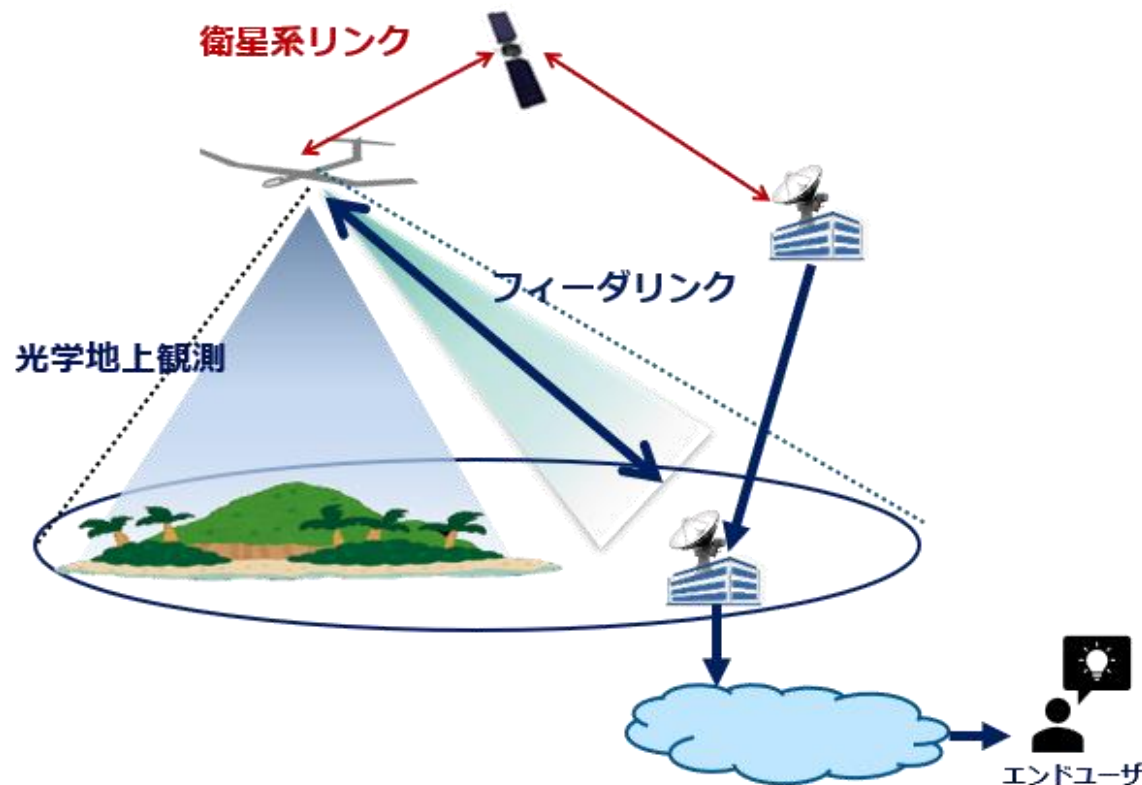 衛星系リンク
フィーダリンク
光学地上観測
エンドユーザ